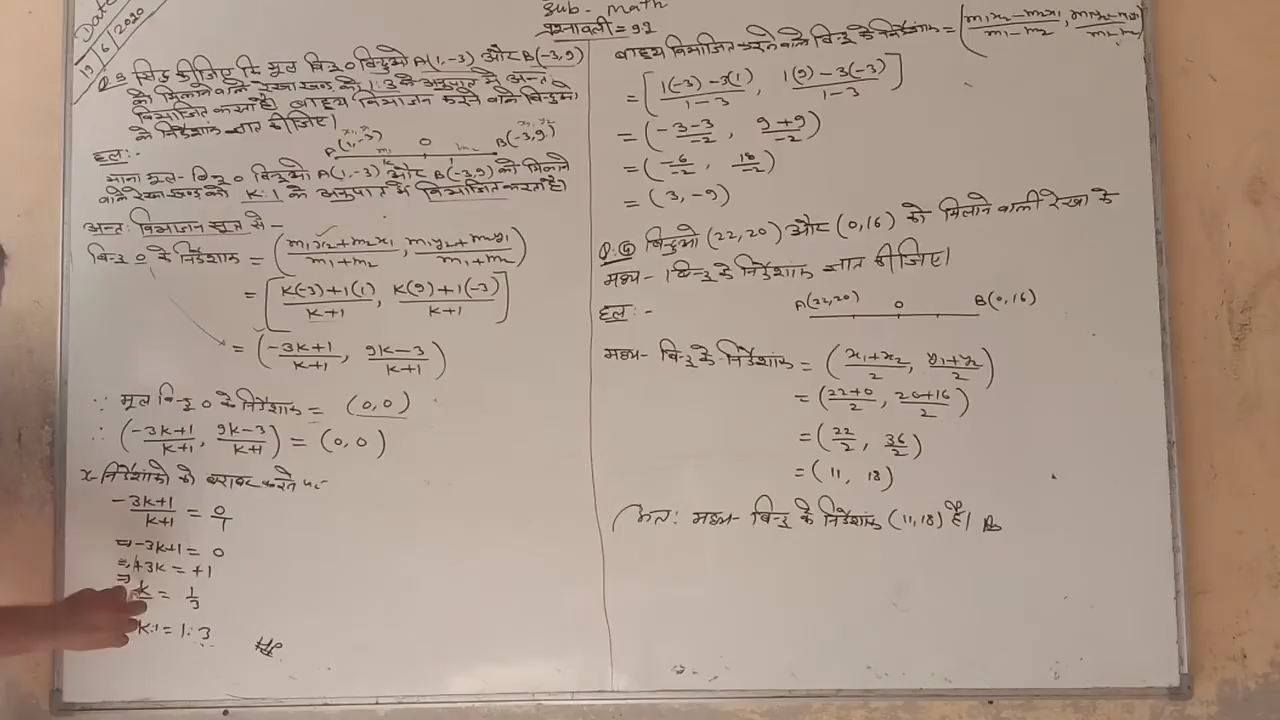 Date
19/6/2020
Sub - Math
प्रश्नावली = 9.2
Q.5 सिद्ध कीजिए कि मूल बिन्दु O बिन्दुओं A(1,-3) और B(-3,9)
को मिलाने वाले रेखाखण्ड को 1:3 के अनुपात में अन्तः
विभाजित करता है। बाह्य विभाजन करने वाले बिन्दुओं
के निर्देशांक ज्ञात कीजिए।
हल:-
A(1,-3) O B(-3,9)
माना मूल- बिन्दु O बिन्दुओं A(1,-3) और B(-3,9) को मिलाने
वाले रेखाखण्ड को K:1 के अनुपात में विभाजित करता है।
अन्तः विभाजन सूत्र से -
बिन्दु O के निर्देशांक = (m₁x₂+m₂x₁/m₁+m₂, m₁y₂+m₂y₁/m₁+m₂)
= [K(-3)+1(1)/K+1, K(9)+1(-3)/K+1]
= (-3K+1/K+1, 9K-3/K+1)
∵ मूल बिन्दु O के निर्देशांक = (0,0)
∴ (-3K+1/K+1, 9K-3/K+1) = (0,0)
x-निर्देशांको को बराबर करने पर
-3K+1/K+1 = 0/1
⇒ -3K+1 = 0
⇒ +3K = +1
⇒ K = 1/3
K:1 = 1:3
बाह्य विभाजित करने वाले बिन्दु के निर्देशांक = (m₁x₂-m₂x₁/m₁-m₂, m₁y₂-m₂y₁/m₁-m₂)
= [1(-3)-3(1)/1-3, 1(9)-3(-3)/1-3]
= (-3-3/-2, 9+9/-2)
= (-6/-2, 18/-2)
= (3, -9)
Q.6 बिन्दुओं (22,20) और (0,16) को मिलाने वाली रेखा के
मध्य- बिन्दु के निर्देशांक ज्ञात कीजिए।
हल:-
A(22,20) O B(0,16)
मध्य- बिन्दु के निर्देशांक = (x₁+x₂/2, y₁+y₂/2)
= (22+0/2, 20+16/2)
= (22/2, 36/2)
= (11, 18)
अतः मध्य- बिन्दु के निर्देशांक (11,18) है।